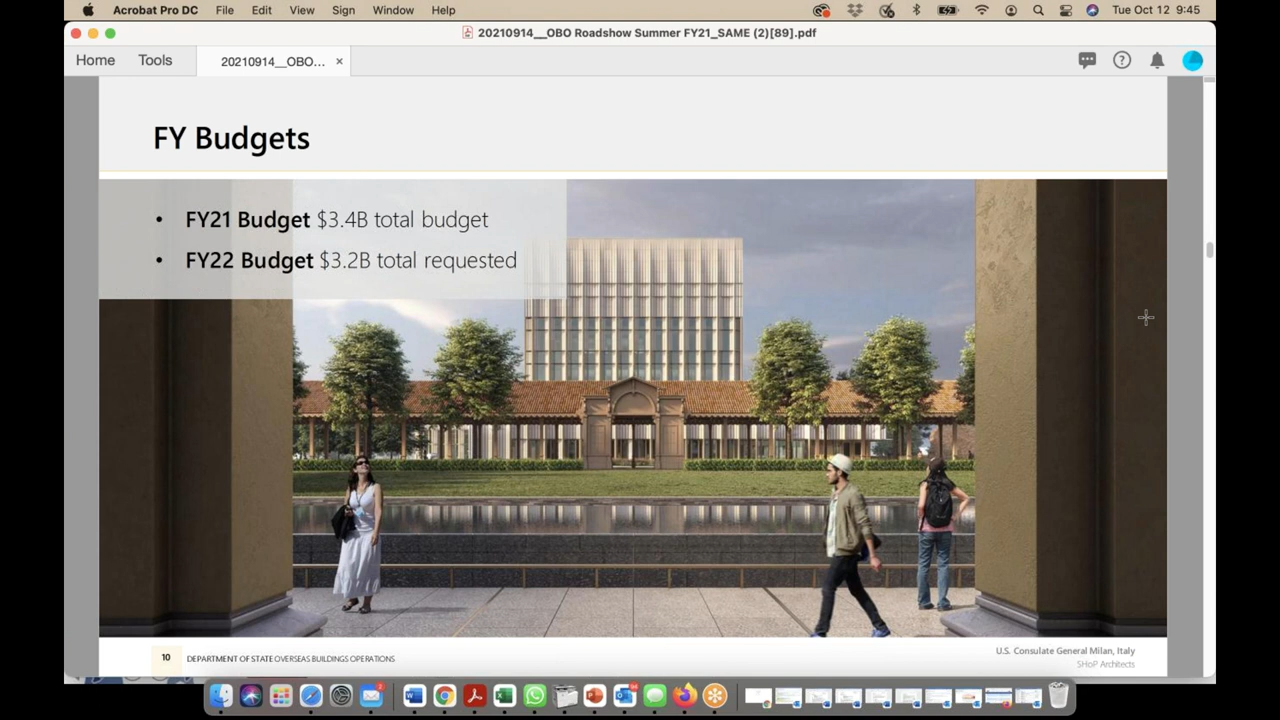 Acrobat Pro DC File Edit View Sign Window Help Tue Oct 12 9:45
20210914__OBO Roadshow Summer FY21_SAME (2)[89].pdf
Home Tools 20210914__OBO... ×
FY Budgets
• FY21 Budget $3.4B total budget
• FY22 Budget $3.2B total requested
U.S. Consulate General Milan, Italy
10 DEPARTMENT OF STATE OVERSEAS BUILDINGS OPERATIONS
SHoP Architects